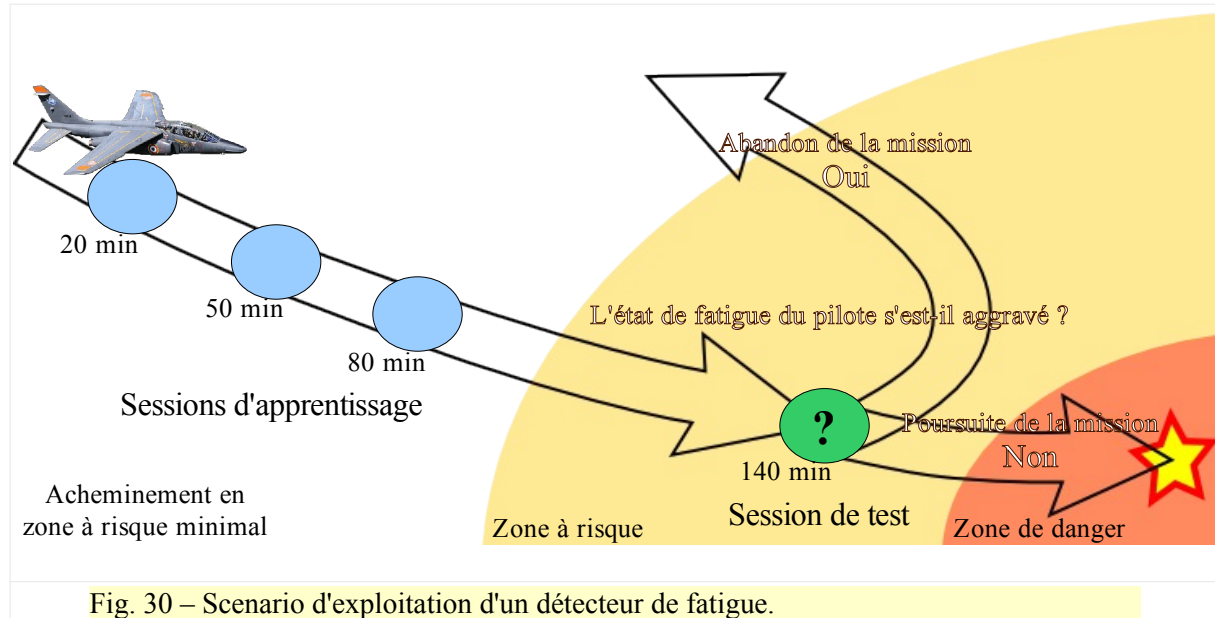 Abandon de la mission
Oui
20 min
50 min
L'état de fatigue du pilote s'est-il aggravé ?
80 min
Sessions d'apprentissage
?
Poursuite de la mission
Non
140 min
Acheminement en
zone à risque minimal
Zone à risque
Session de test
Zone de danger
Fig. 30 – Scenario d'exploitation d'un détecteur de fatigue.